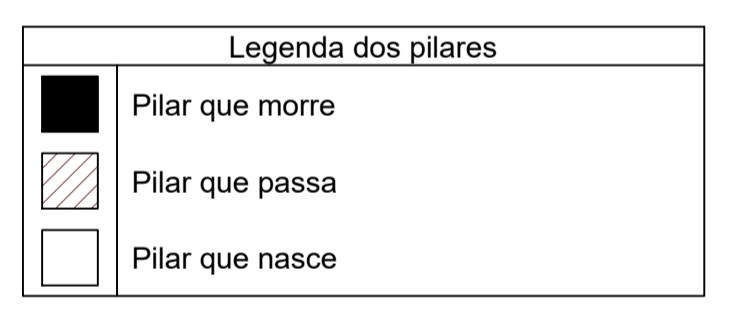 Legenda dos pilares
Pilar que morre
Pilar que passa
Pilar que nasce